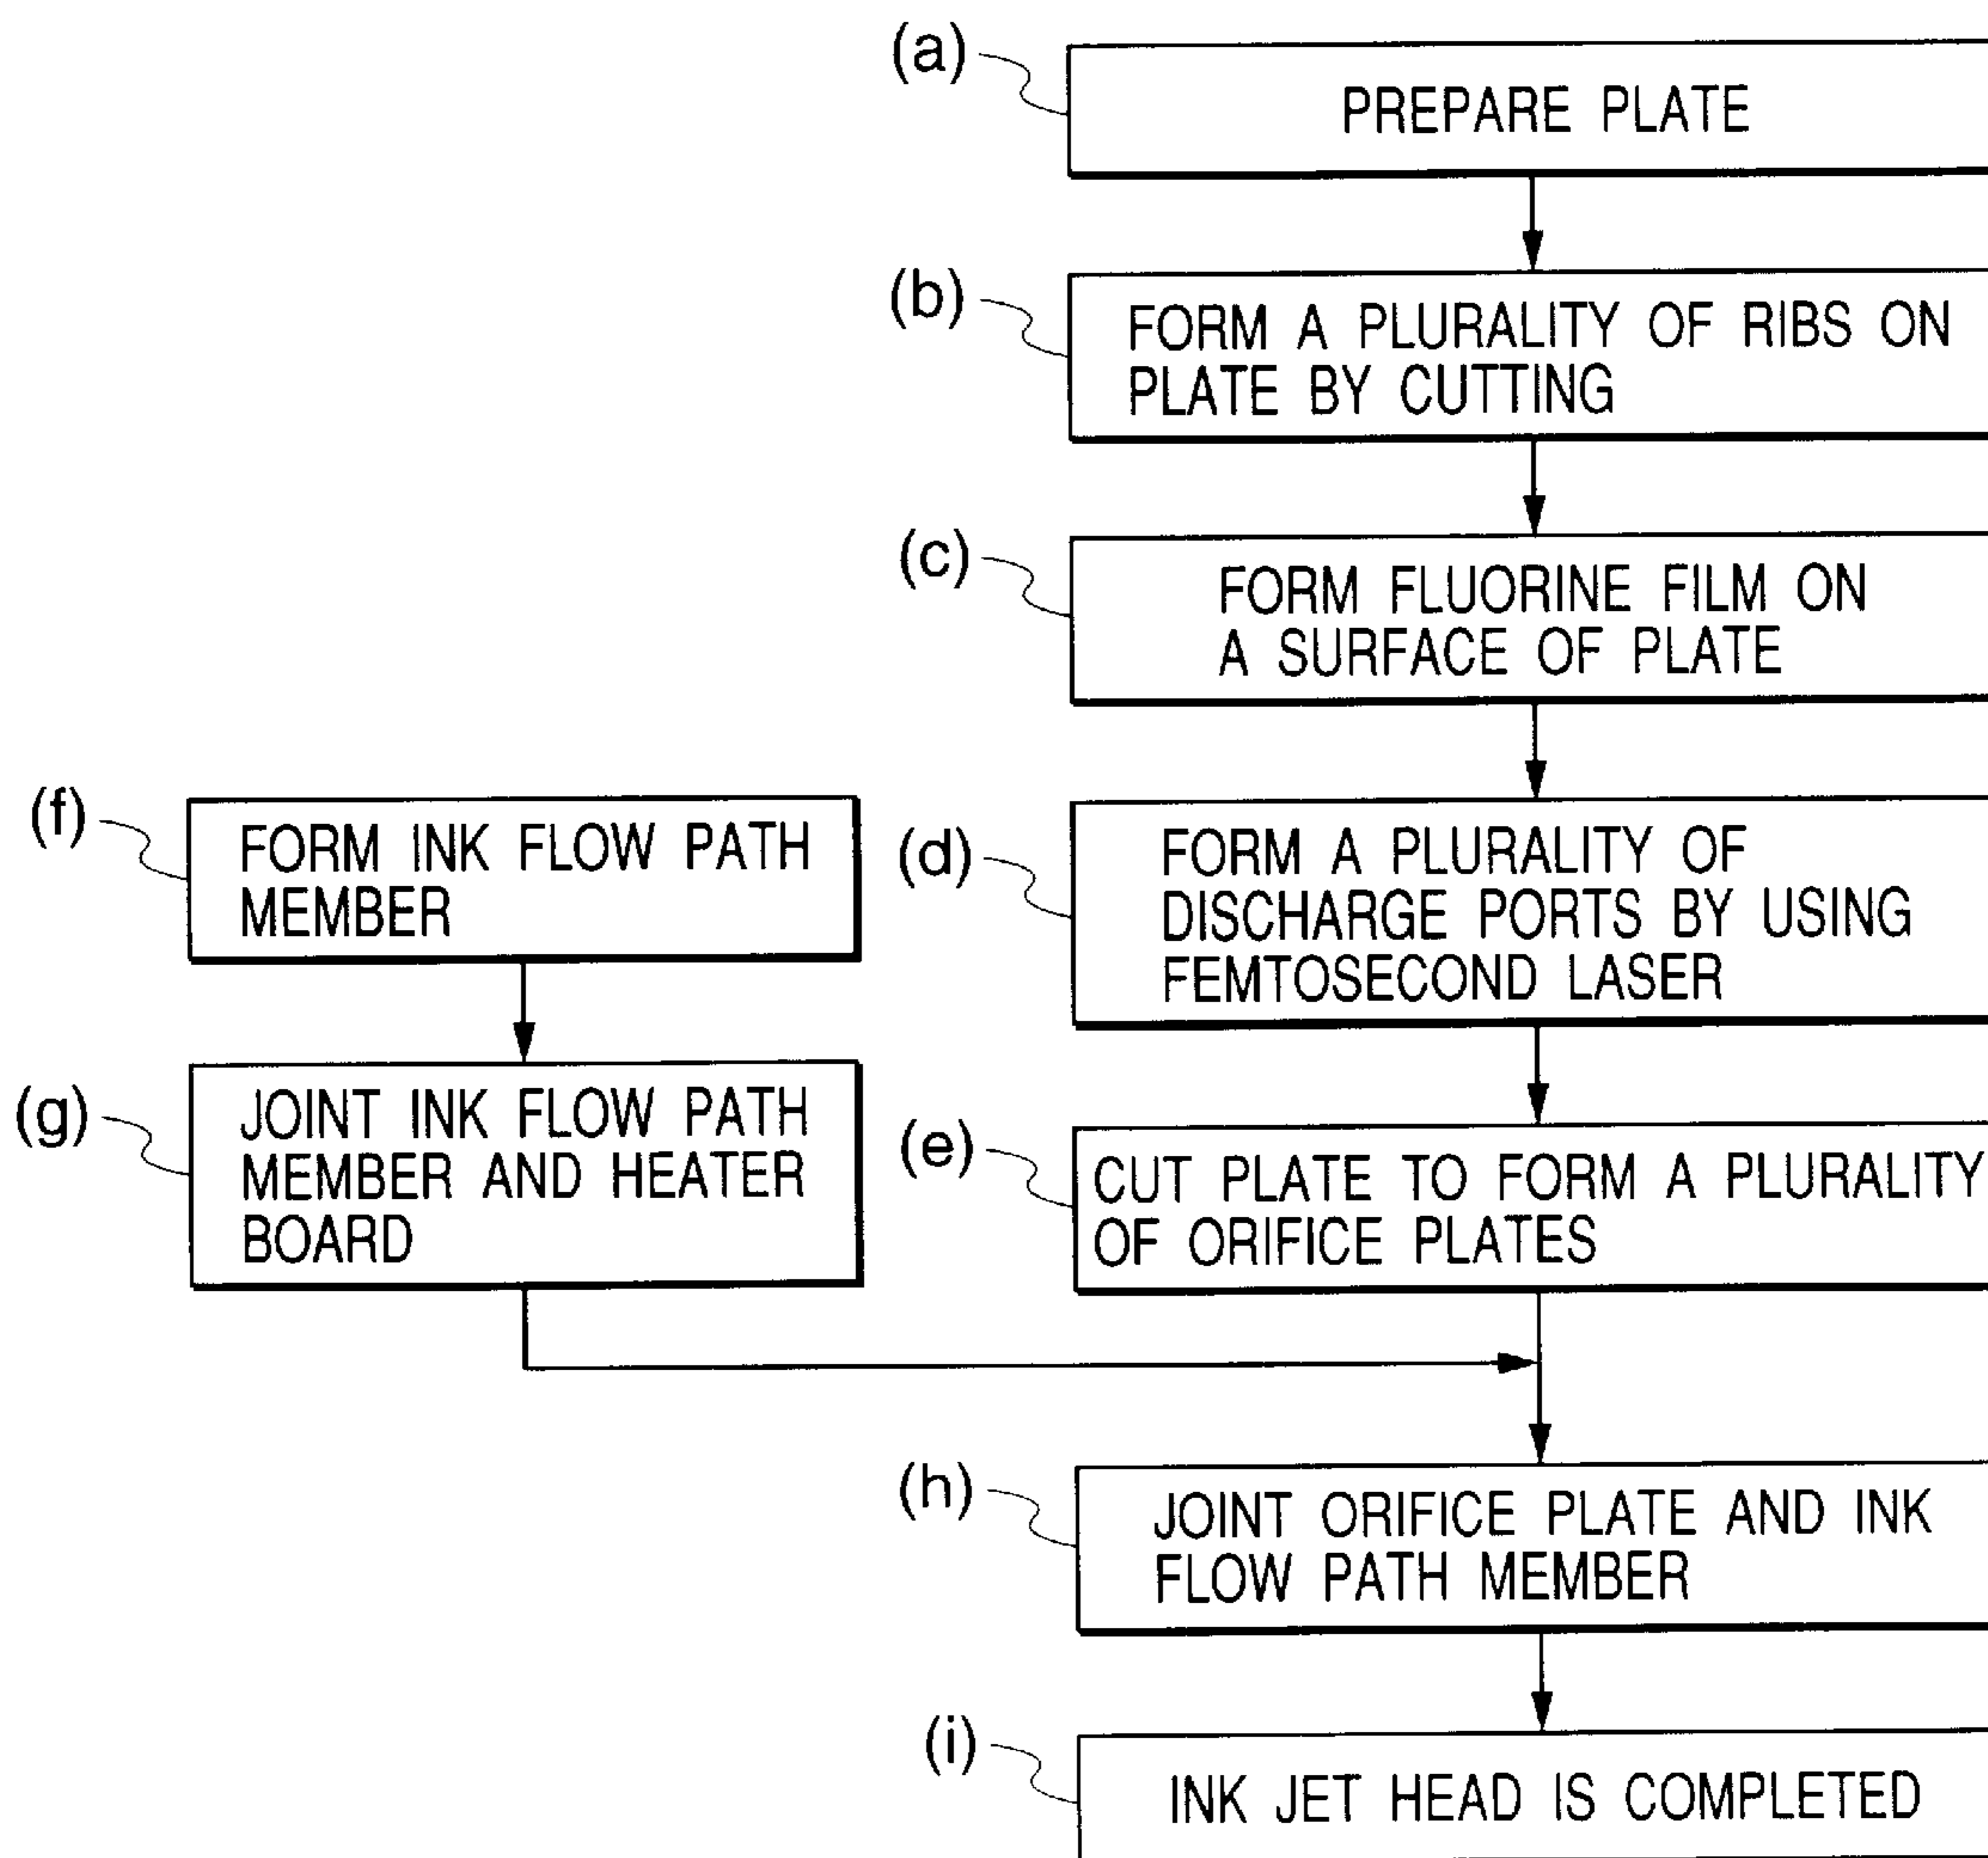 (a)
PREPARE PLATE
(b)
FORM A PLURALITY OF RIBS ON
PLATE BY CUTTING
(c)
FORM FLUORINE FILM ON
A SURFACE OF PLATE
(d)
FORM A PLURALITY OF
DISCHARGE PORTS BY USING
FEMTOSECOND LASER
(e)
CUT PLATE TO FORM A PLURALITY
OF ORIFICE PLATES
(f)
FORM INK FLOW PATH
MEMBER
(g)
JOINT INK FLOW PATH
MEMBER AND HEATER
BOARD
(h)
JOINT ORIFICE PLATE AND INK
FLOW PATH MEMBER
(i)
INK JET HEAD IS COMPLETED